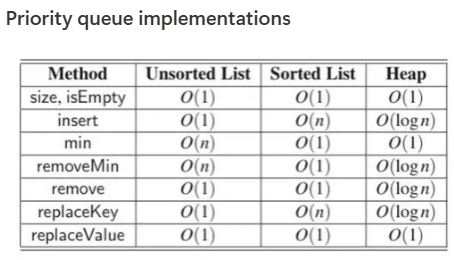 Priority queue implementations
Method Unsorted List Sorted List Heap
size, isEmpty O(1) O(1) O(1)
insert O(1) O(n) O(log n)
min O(n) O(1) O(1)
removeMin O(n) O(1) O(log n)
remove O(1) O(1) O(log n)
replaceKey O(1) O(n) O(log n)
replaceValue O(1) O(1) O(1)